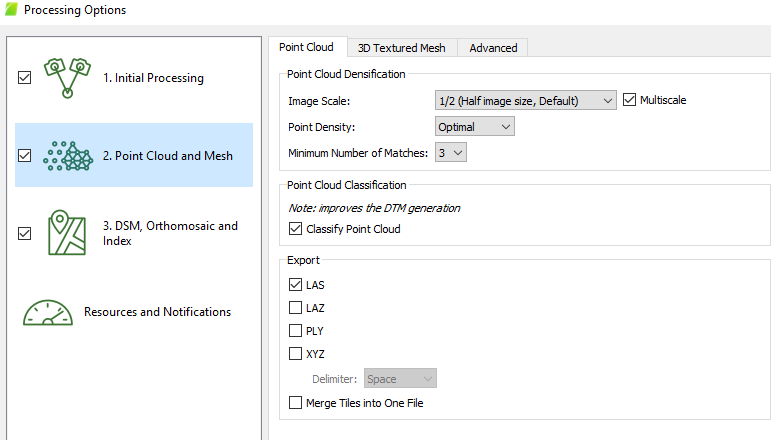 Processing Options
1. Initial Processing
2. Point Cloud and Mesh
3. DSM, Orthomosaic and
Index
Resources and Notifications
Point Cloud 3D Textured Mesh Advanced
Point Cloud Densification
Image Scale: 1/2 (Half image size, Default) Multiscale
Point Density: Optimal
Minimum Number of Matches: 3
Point Cloud Classification
Note: improves the DTM generation
Classify Point Cloud
Export
LAS
LAZ
PLY
XYZ
Delimiter: Space
Merge Tiles into One File